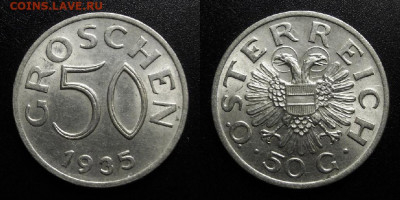 COINS.LAVE.RU
GROSCHEN
50
1935
ÖSTERREICH
· 50 G ·